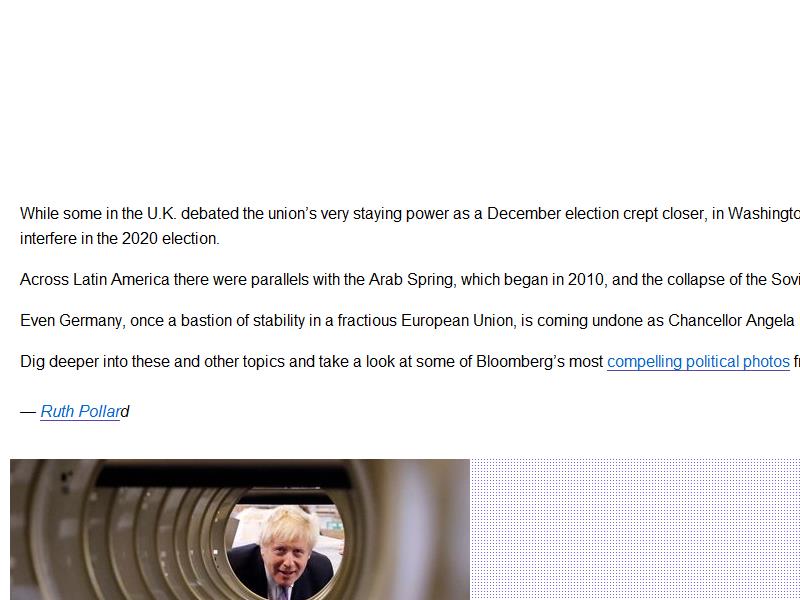 While some in the U.K. debated the union’s very staying power as a December election crept closer, in Washingto
interfere in the 2020 election.
Across Latin America there were parallels with the Arab Spring, which began in 2010, and the collapse of the Sovi
Even Germany, once a bastion of stability in a fractious European Union, is coming undone as Chancellor Angela
Dig deeper into these and other topics and take a look at some of Bloomberg’s most compelling political photos fr
— Ruth Pollard